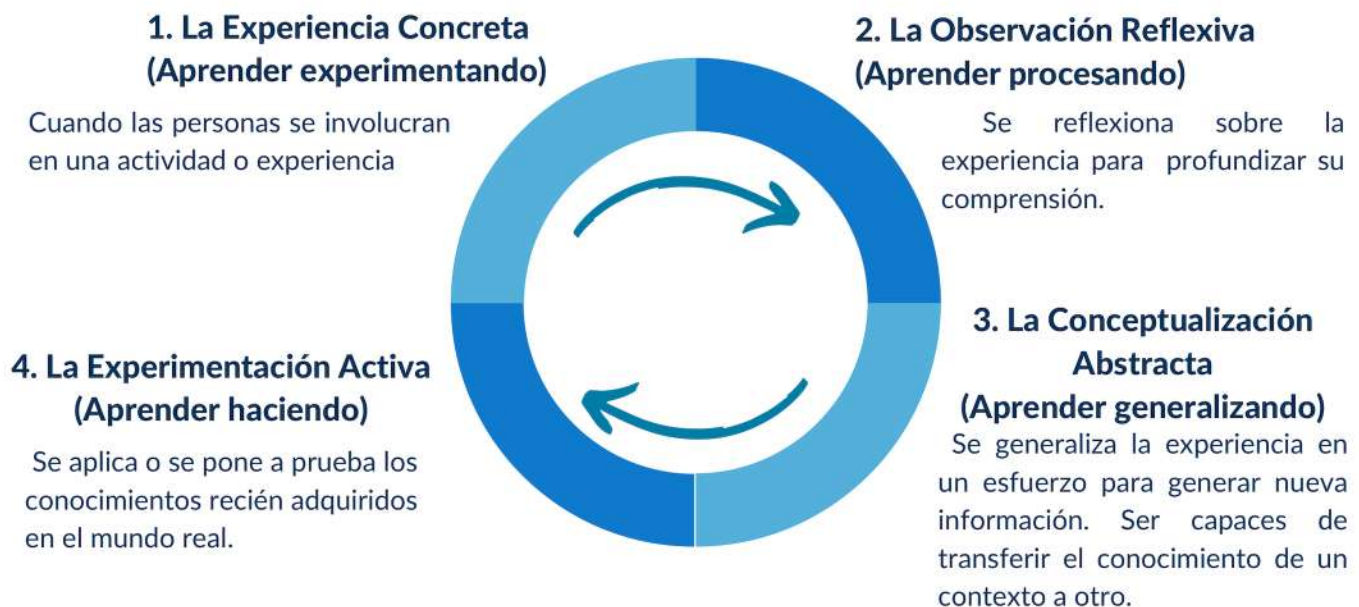 1. La Experiencia Concreta
(Aprender experimentando)
Cuando las personas se involucran
en una actividad o experiencia
2. La Observación Reflexiva
(Aprender procesando)
Se reflexiona sobre la
experiencia para profundizar su
comprensión.
3. La Conceptualización
Abstracta
(Aprender generalizando)
Se generaliza la experiencia en
un esfuerzo para generar nueva
información. Ser capaces de
transferir el conocimiento de un
contexto a otro.
4. La Experimentación Activa
(Aprender haciendo)
Se aplica o se pone a prueba los
conocimientos recién adquiridos
en el mundo real.